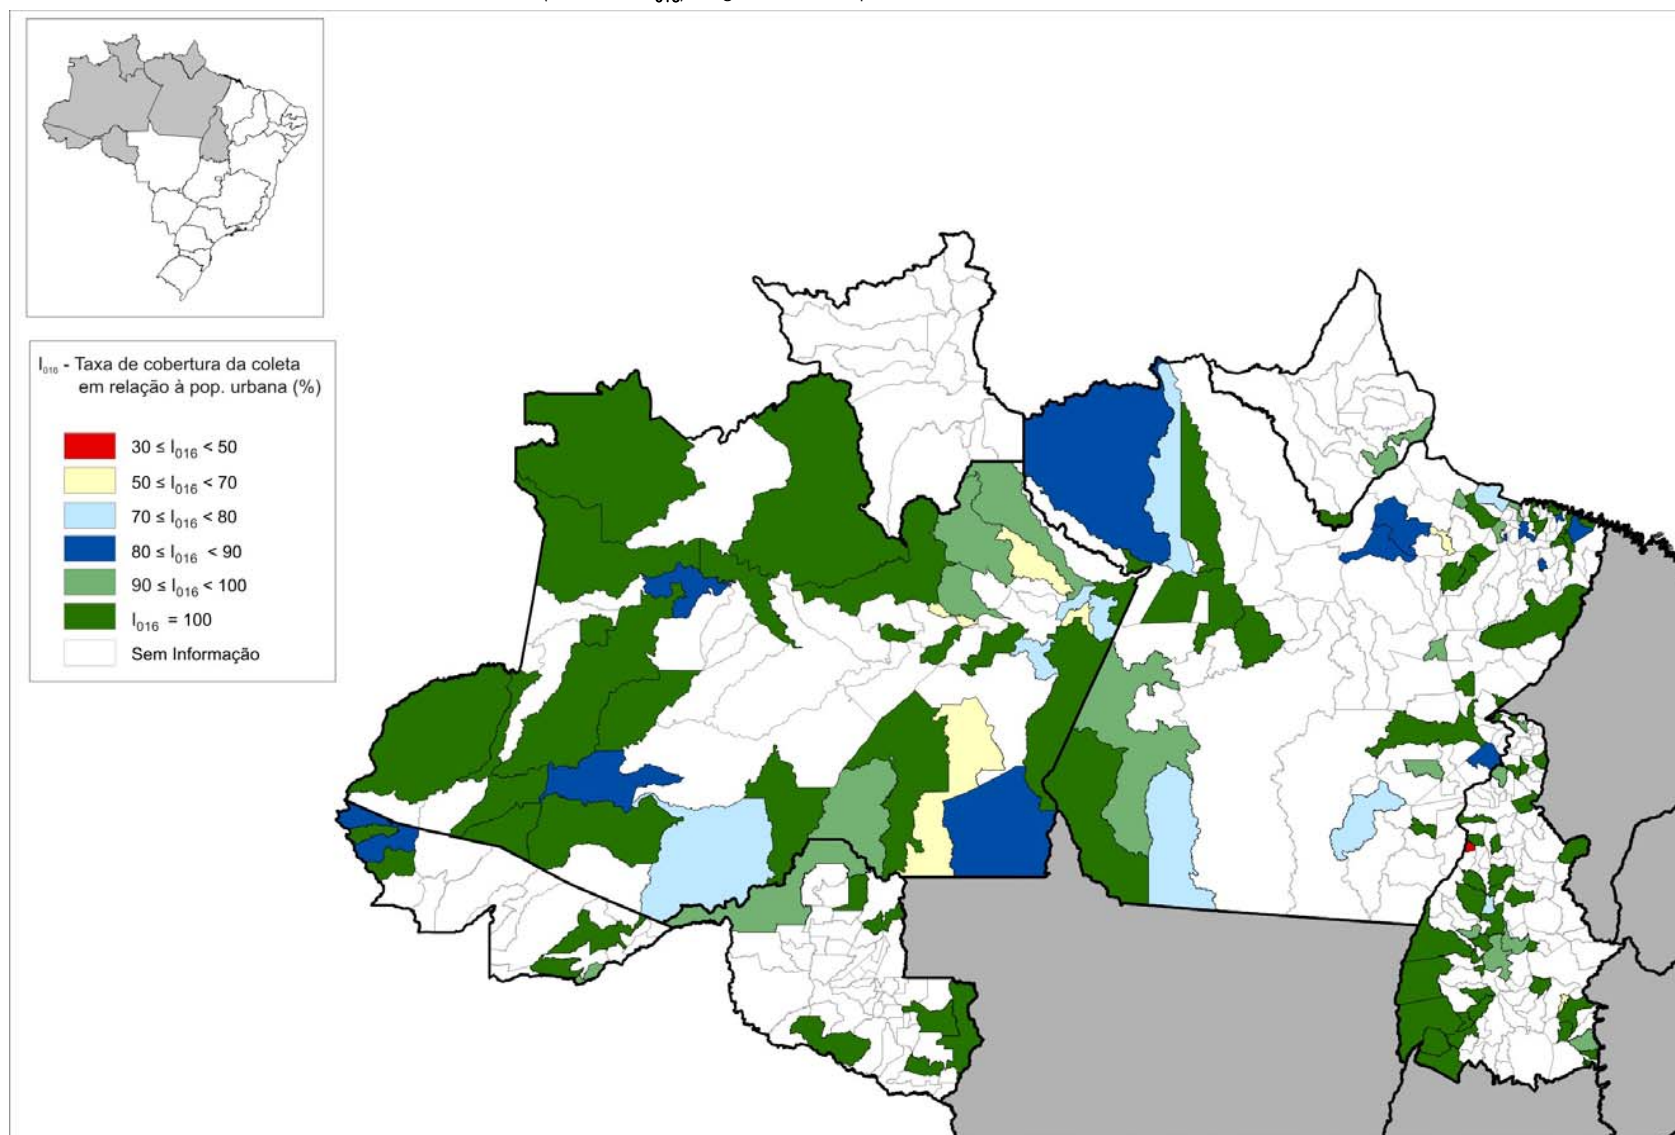 I016 - Taxa de cobertura da coleta
em relação à pop. urbana (%)
30 ≤ I016 < 50
50 ≤ I016 < 70
70 ≤ I016 < 80
80 ≤ I016 < 90
90 ≤ I016 < 100
I016 = 100
Sem Informação